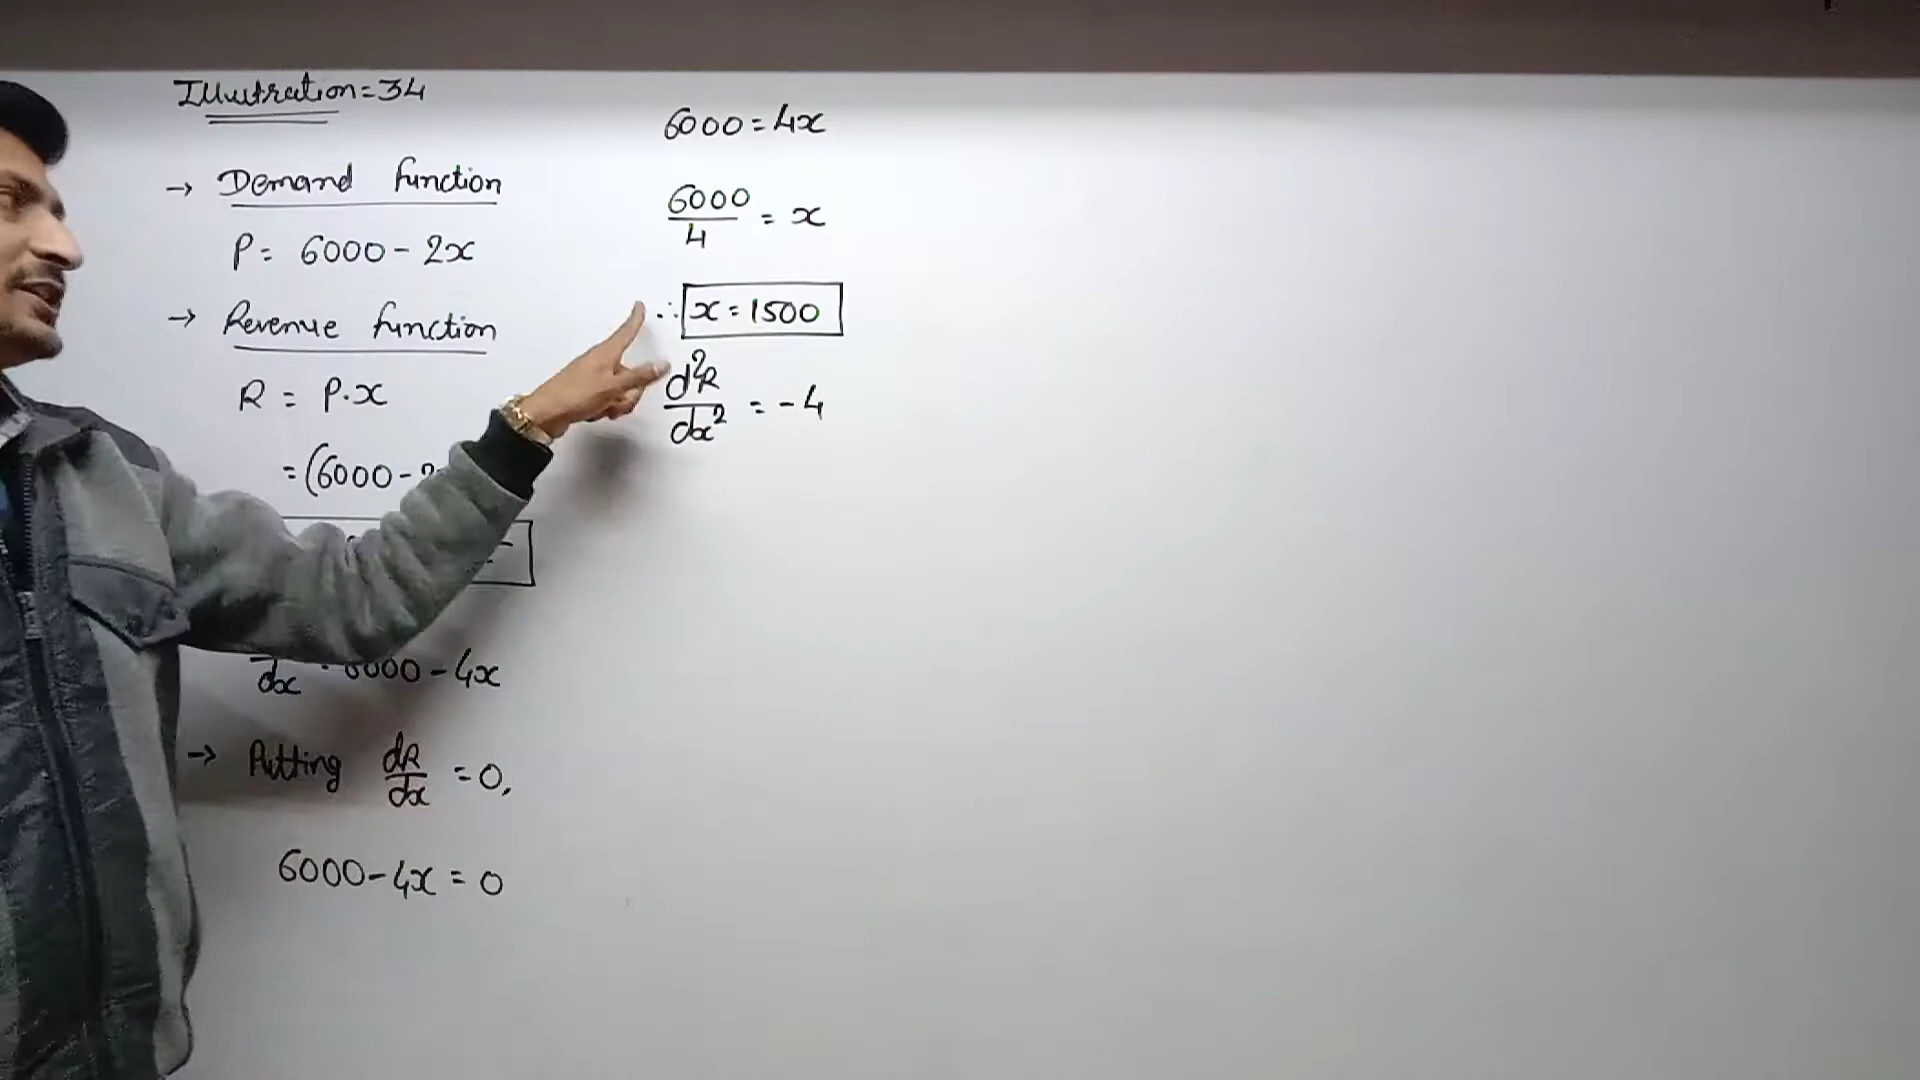 Illustration = 34
→ Demand function
P = 6000 - 2x
→ Revenue function
R = P.x
= (6000 -
dx 6000 - 4x
→ Putting dR/dx = 0,
6000 - 4x = 0
6000 = 4x
6000/4 = x
∴ x = 1500
d²R/dx² = -4